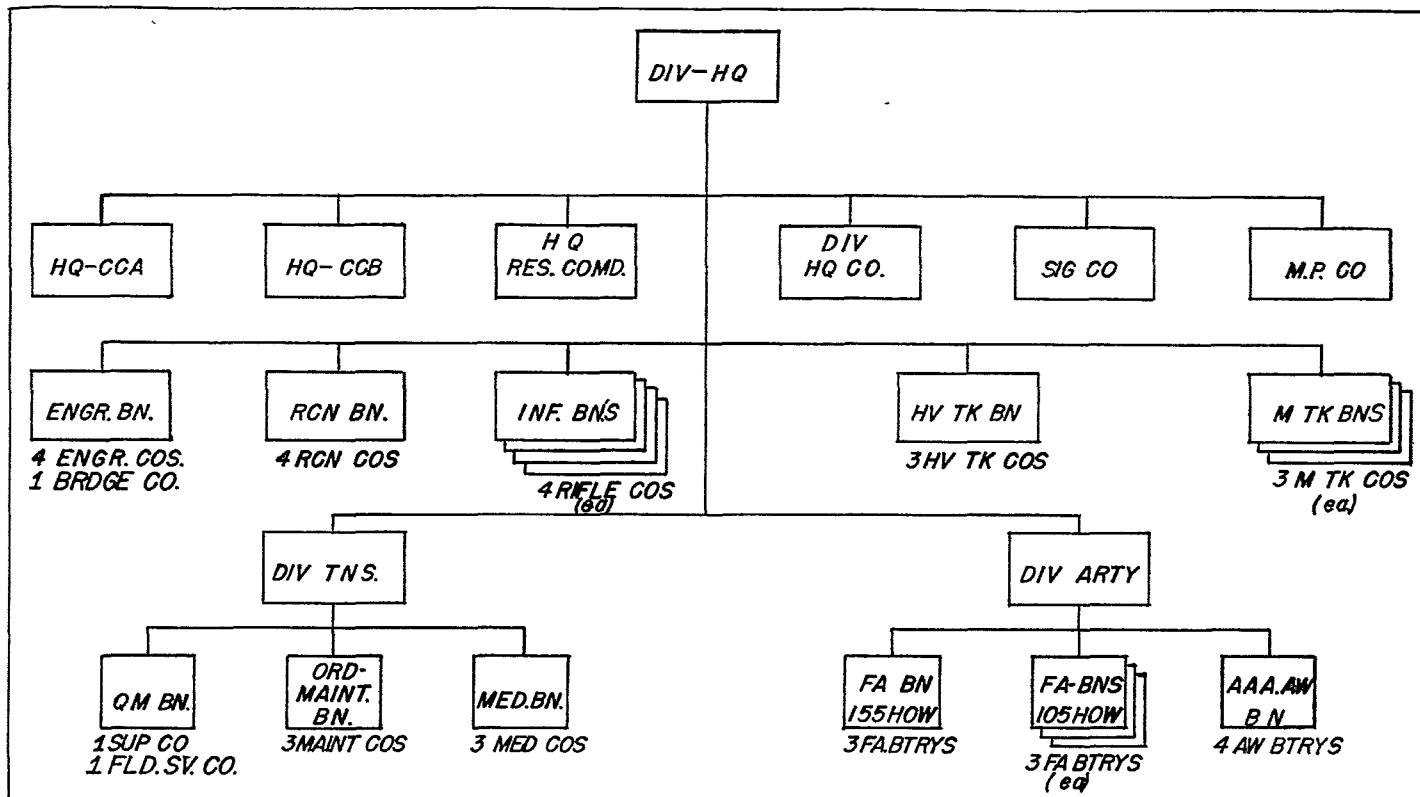 DIV-HQ
HQ-CCA
HQ-CCB
HQ
RES. COMD.
DIV
HQ CO.
SIG CO
M.P. CO
ENGR. BN.
4 ENGR. COS.
1 BRDGE CO.
RCN BN.
4 RCN COS
INF. BN'S
4 RIFLE COS
(ea)
HV TK BN
3 HV TK COS
M TK BNS
3 M TK COS
(ea.)
DIV TNS.
DIV ARTY
QM BN.
1 SUP CO
1 FLD. SV. CO.
ORD-
MAINT.
BN.
3 MAINT COS
MED. BN.
3 MED COS
FA BN
155 HOW
3 FA. BTRYS
FA-BNS
105 HOW
3 FA BTRYS
(ea)
AAA. AW
BN
4 AW BTRYS